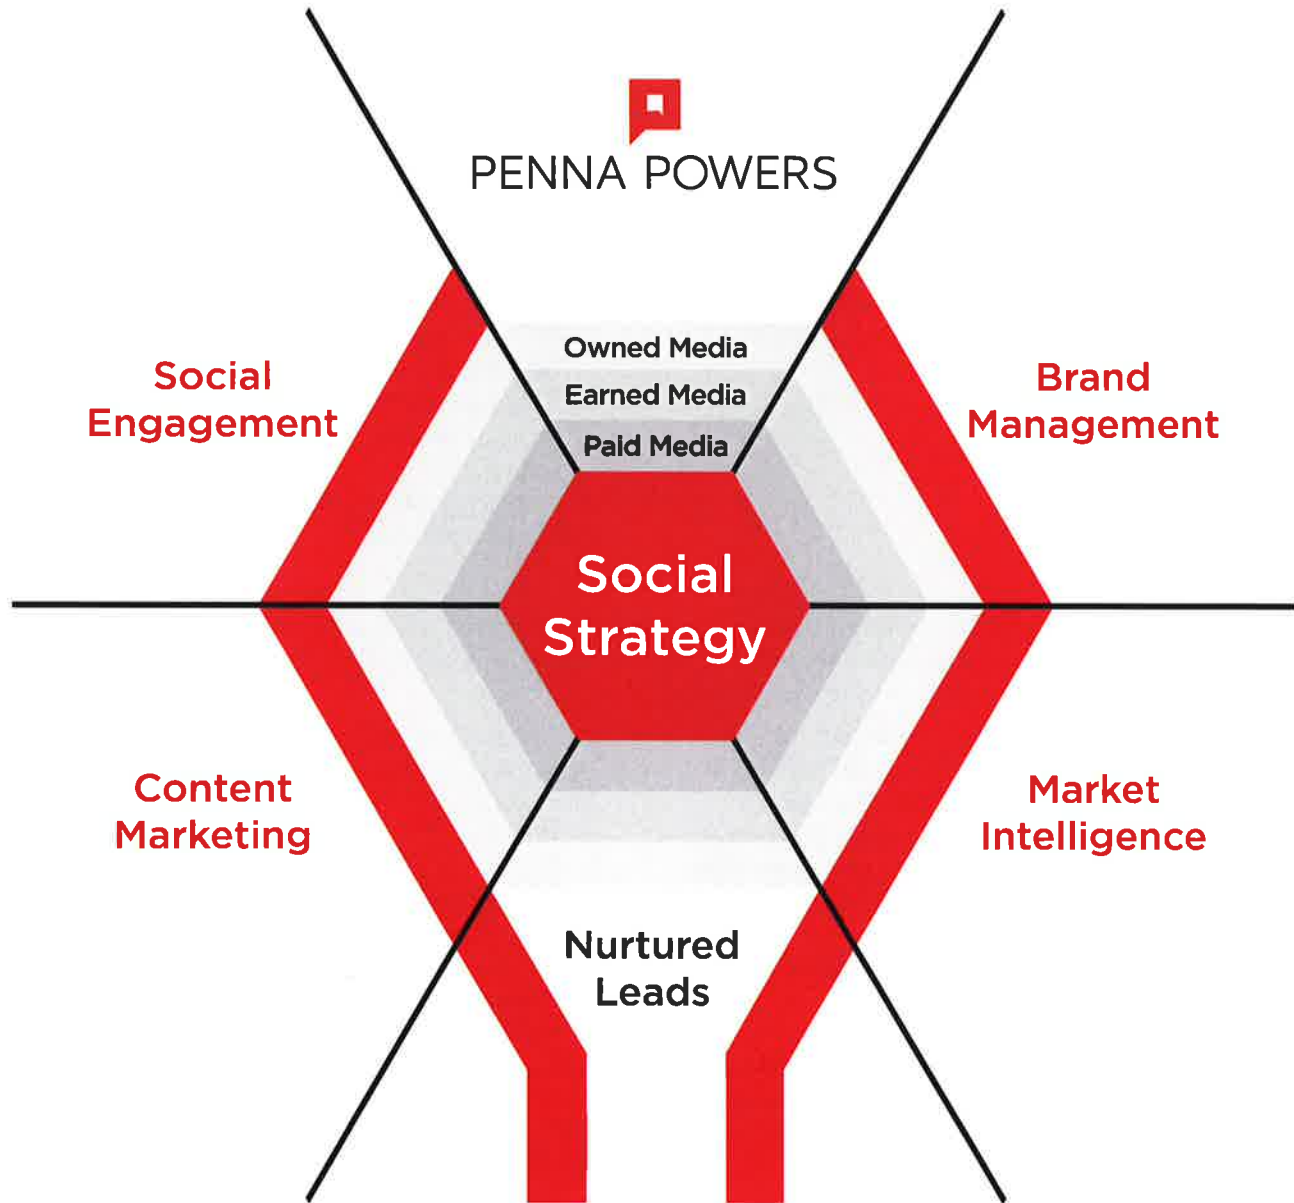 PENNA POWERS
Owned Media
Earned Media
Paid Media
Social
Engagement
Brand
Management
Social
Strategy
Content
Marketing
Market
Intelligence
Nurtured
Leads